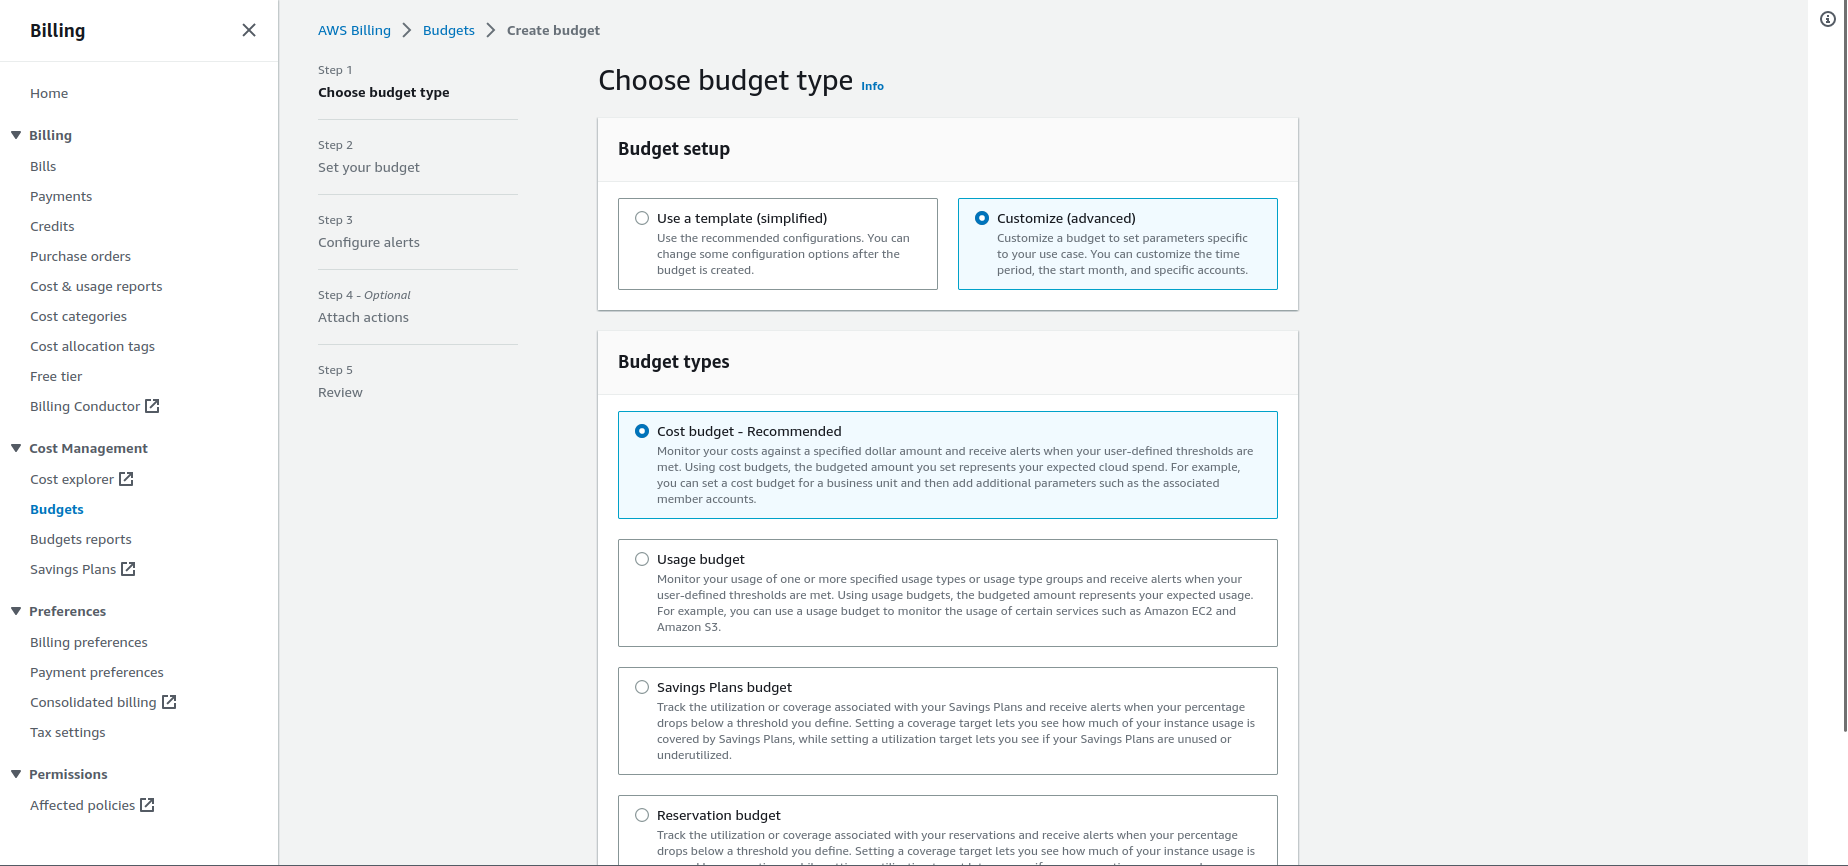 Billing
Home
Billing
Bills
Payments
Credits
Purchase orders
Cost & usage reports
Cost categories
Cost allocation tags
Free tier
Billing Conductor
Cost Management
Cost explorer
Budgets
Budgets reports
Savings Plans
Preferences
Billing preferences
Payment preferences
Consolidated billing
Tax settings
Permissions
Affected policies
AWS Billing > Budgets > Create budget
Step 1
Choose budget type
Step 2
Set your budget
Step 3
Configure alerts
Step 4 - Optional
Attach actions
Step 5
Review
Choose budget type Info
Budget setup
Use a template (simplified)
Use the recommended configurations. You can
change some configuration options after the
budget is created.
Customize (advanced)
Customize a budget to set parameters specific
to your use case. You can customize the time
period, the start month, and specific accounts.
Budget types
Cost budget - Recommended
Monitor your costs against a specified dollar amount and receive alerts when your user-defined thresholds are
met. Using cost budgets, the budgeted amount you set represents your expected cloud spend. For example,
you can set a cost budget for a business unit and then add additional parameters such as the associated
member accounts.
Usage budget
Monitor your usage of one or more specified usage types or usage type groups and receive alerts when your
user-defined thresholds are met. Using usage budgets, the budgeted amount represents your expected usage.
For example, you can use a usage budget to monitor the usage of certain services such as Amazon EC2 and
Amazon S3.
Savings Plans budget
Track the utilization or coverage associated with your Savings Plans and receive alerts when your percentage
drops below a threshold you define. Setting a coverage target lets you see how much of your instance usage is
covered by Savings Plans, while setting a utilization target lets you see if your Savings Plans are unused or
underutilized.
Reservation budget
Track the utilization or coverage associated with your reservations and receive alerts when your percentage
drops below a threshold you define. Setting a coverage target lets you see how much of your instance usage is